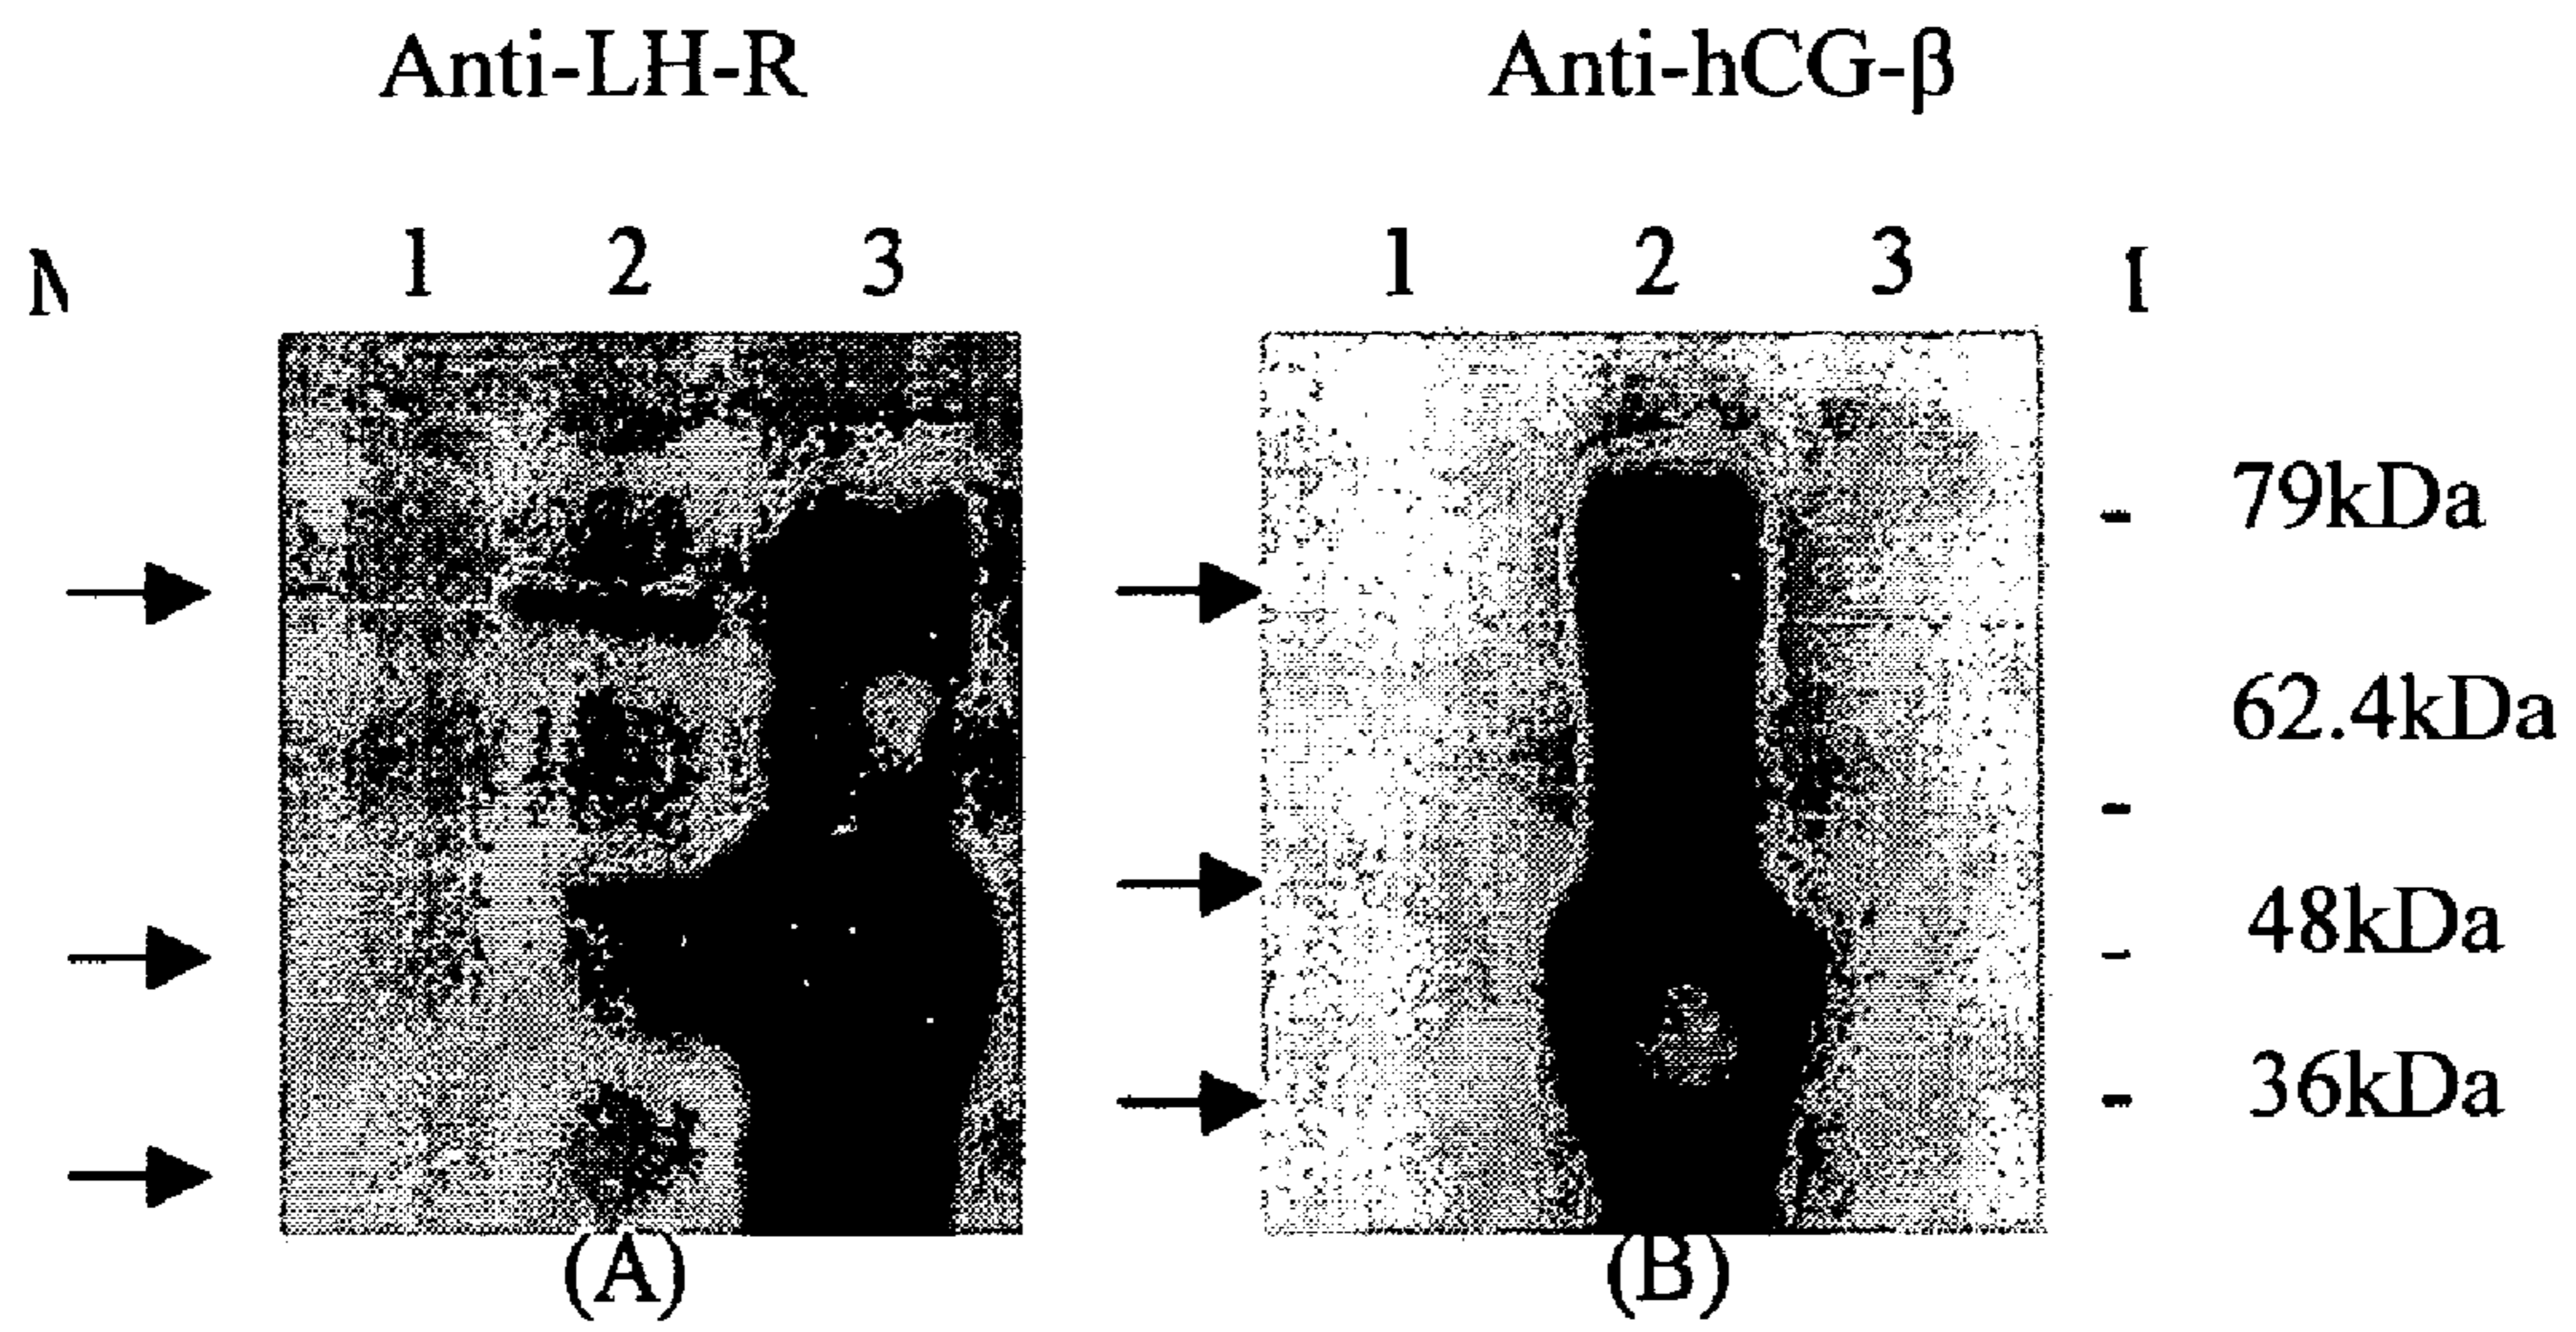 Anti-LH-R Anti-hCG-β
1 2 3 1 2 3
79kDa
62.4kDa
48kDa
36kDa
(A) (B)